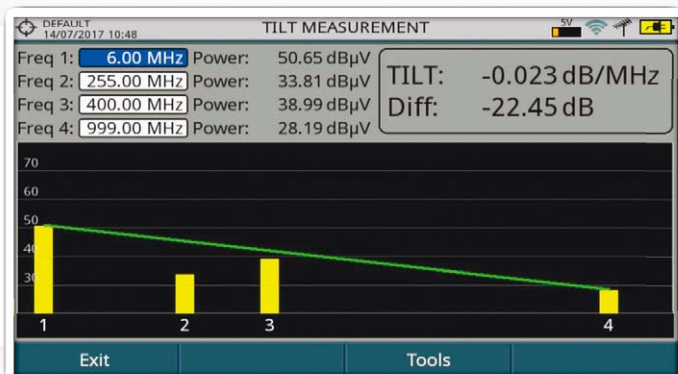 DEFAULT
14/07/2017 10:48
TILT MEASUREMENT
5V
Freq 1: 6.00 MHz Power: 50.65 dBµV
Freq 2: 255.00 MHz Power: 33.81 dBµV
Freq 3: 400.00 MHz Power: 38.99 dBµV
Freq 4: 999.00 MHz Power: 28.19 dBµV
TILT: -0.023 dB/MHz
Diff: -22.45 dB
70
60
50
40
30
1 2 3 4
Exit Tools